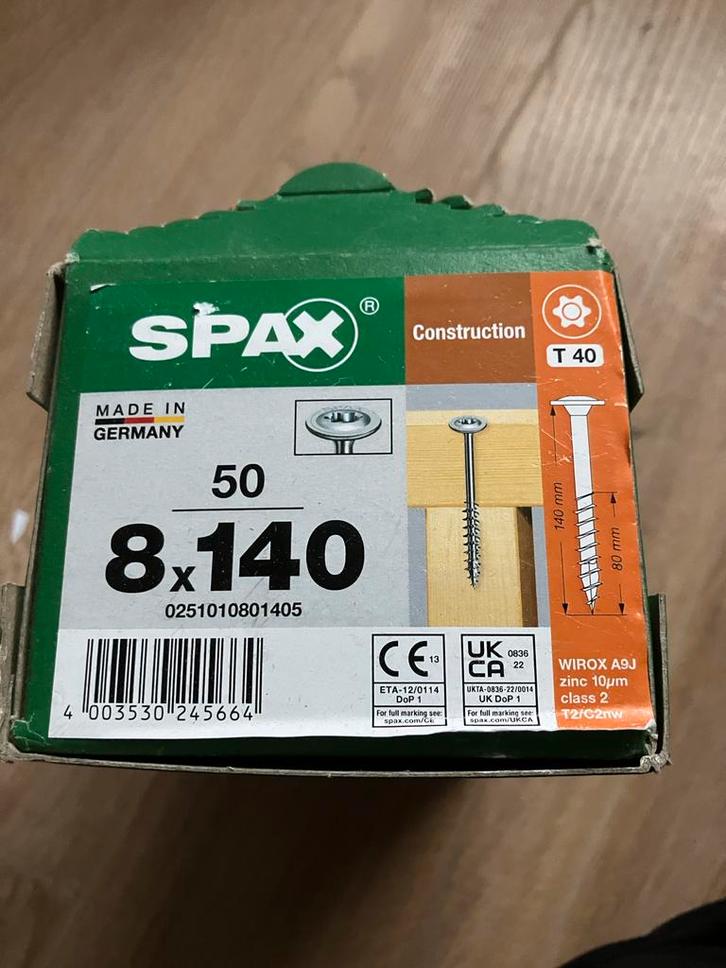 SPAX®
Construction
T 40
MADE IN
GERMANY
50
8x140
0251010801405
140 mm
80 mm
4 003530 245664
CE 13
ETA-12/0114
DoP 1
For full marking see:
spax.com/CE
UK
CA
0836
22
UKTA-0836-22/0014
UK DoP 1
For full marking see:
spax.com/UKCA
WIROX A9J
zinc 10µm
class 2
T2/C2nw